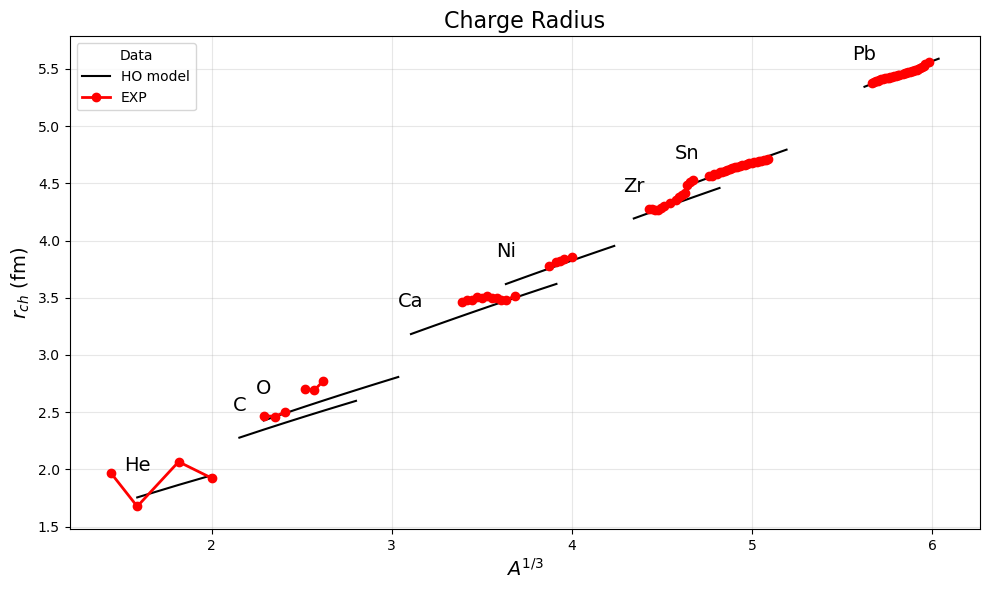 Charge Radius
Data
HO model
EXP
Pb
Sn
Zr
Ni
Ca
O
C
He
5.5
5.0
4.5
4.0
3.5
3.0
2.5
2.0
1.5
r_{ch} (fm)
2 3 4 5 6
A^{1/3}